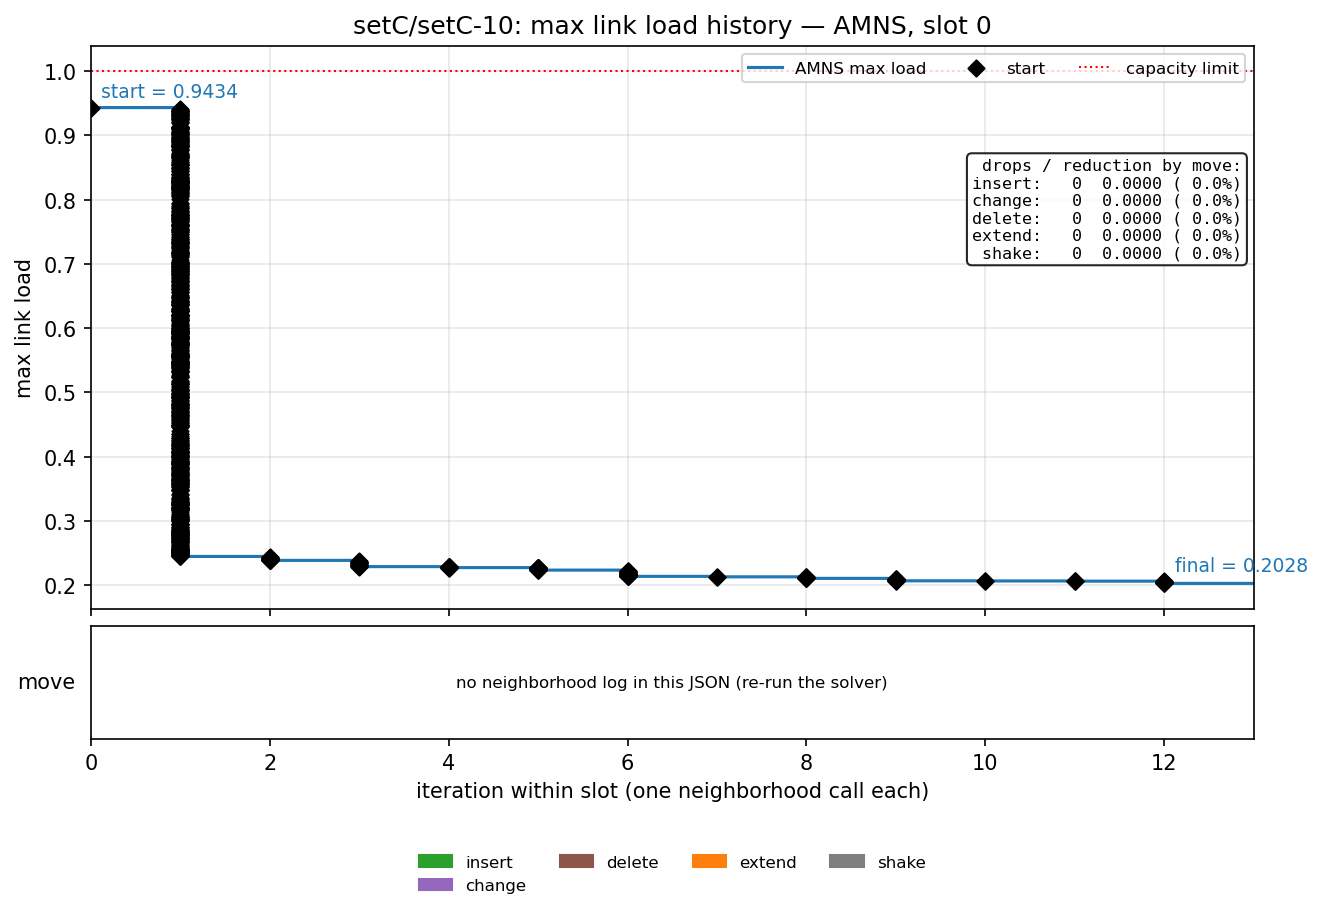 setC/setC-10: max link load history — AMNS, slot 0
AMNS max load start capacity limit
start = 0.9434
drops / reduction by move:
insert: 0 0.0000 ( 0.0%)
change: 0 0.0000 ( 0.0%)
delete: 0 0.0000 ( 0.0%)
extend: 0 0.0000 ( 0.0%)
shake: 0 0.0000 ( 0.0%)
max link load
1.0
0.9
0.8
0.7
0.6
0.5
0.4
0.3
0.2
final = 0.2028
move
no neighborhood log in this JSON (re-run the solver)
0 2 4 6 8 10 12
iteration within slot (one neighborhood call each)
insert delete extend shake
change